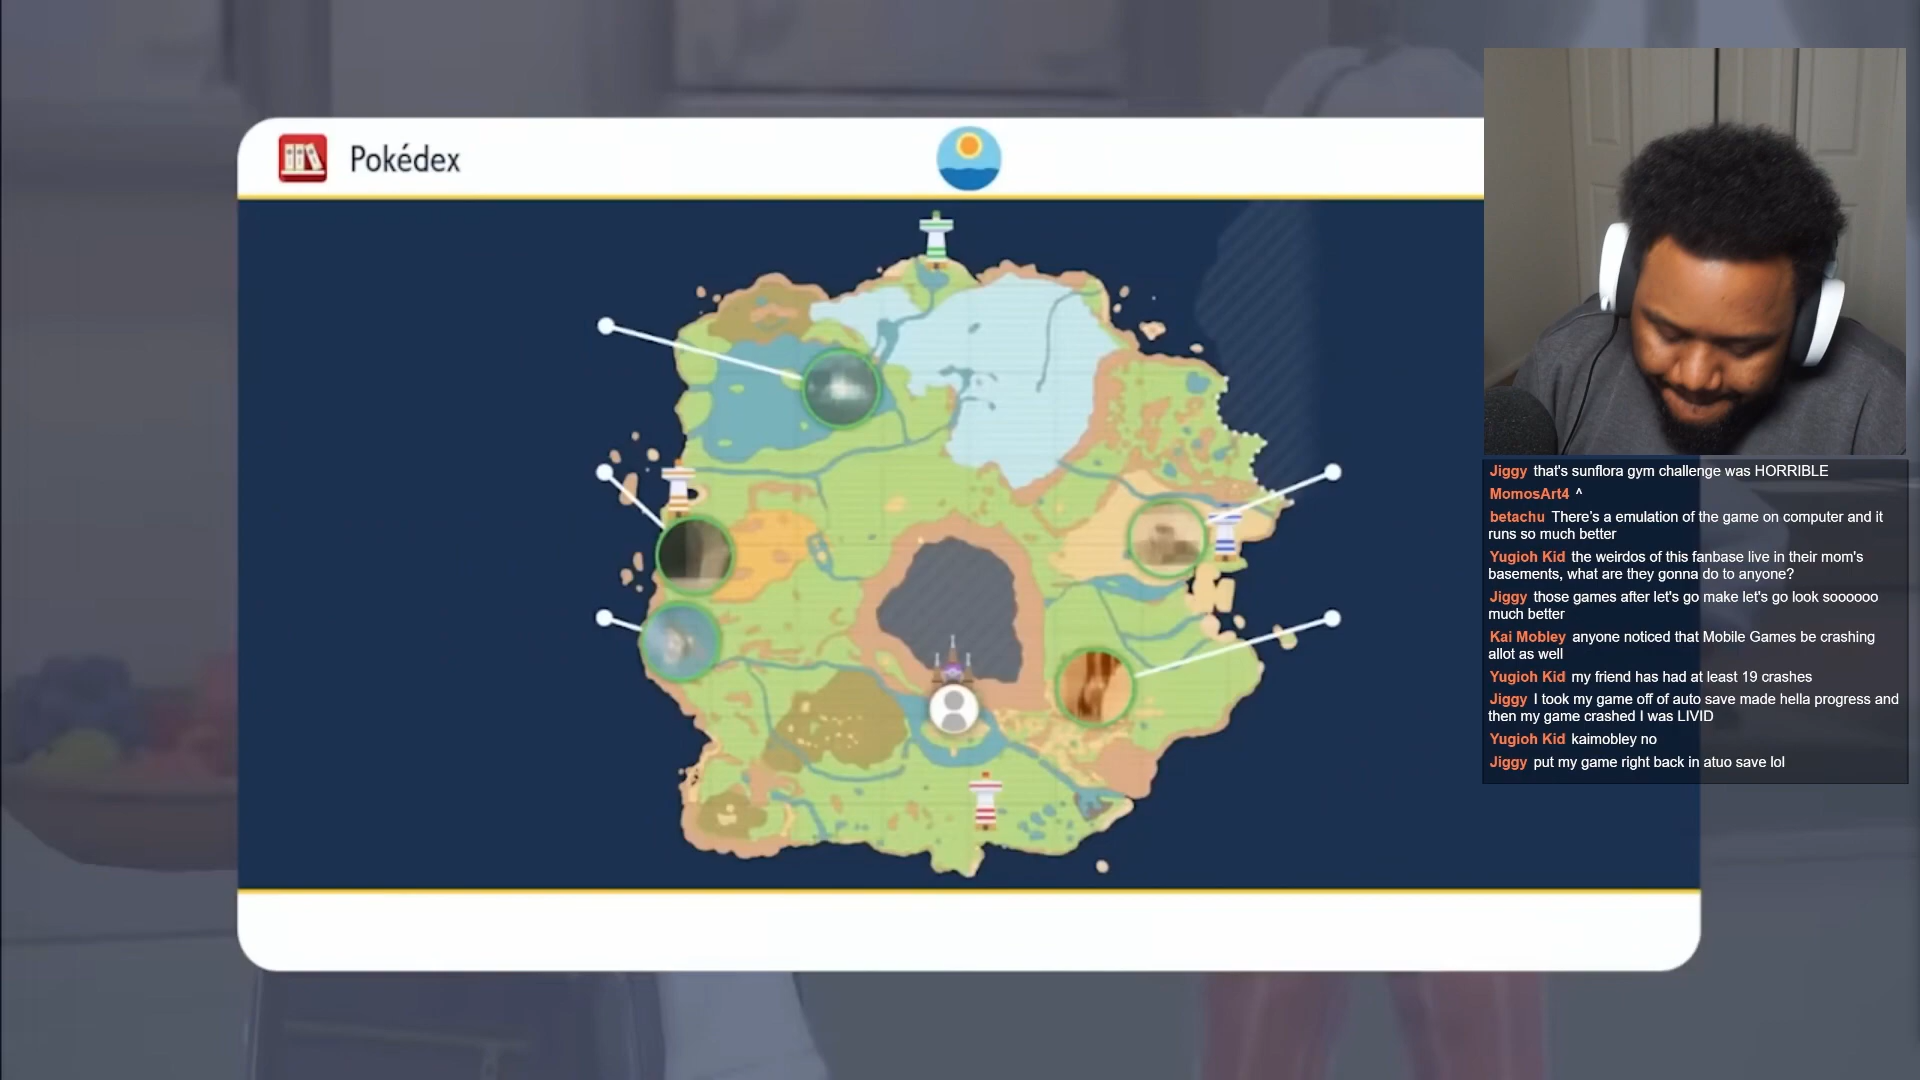 Pokédex
Jiggy that's sunflora gym challenge was HORRIBLE
MomosArt4 ^
betachu There's a emulation of the game on computer and it
runs so much better
Yugioh Kid the weirdos of this fanbase live in their mom's
basements, what are they gonna do to anyone?
Jiggy those games after let's go make let's go look soooooo
much better
Kai Mobley anyone noticed that Mobile Games be crashing
allot as well
Yugioh Kid my friend has had at least 19 crashes
Jiggy I took my game off of auto save made hella progress and
then my game crashed I was LIVID
Yugioh Kid kaimobley no
Jiggy put my game right back in atuo save lol